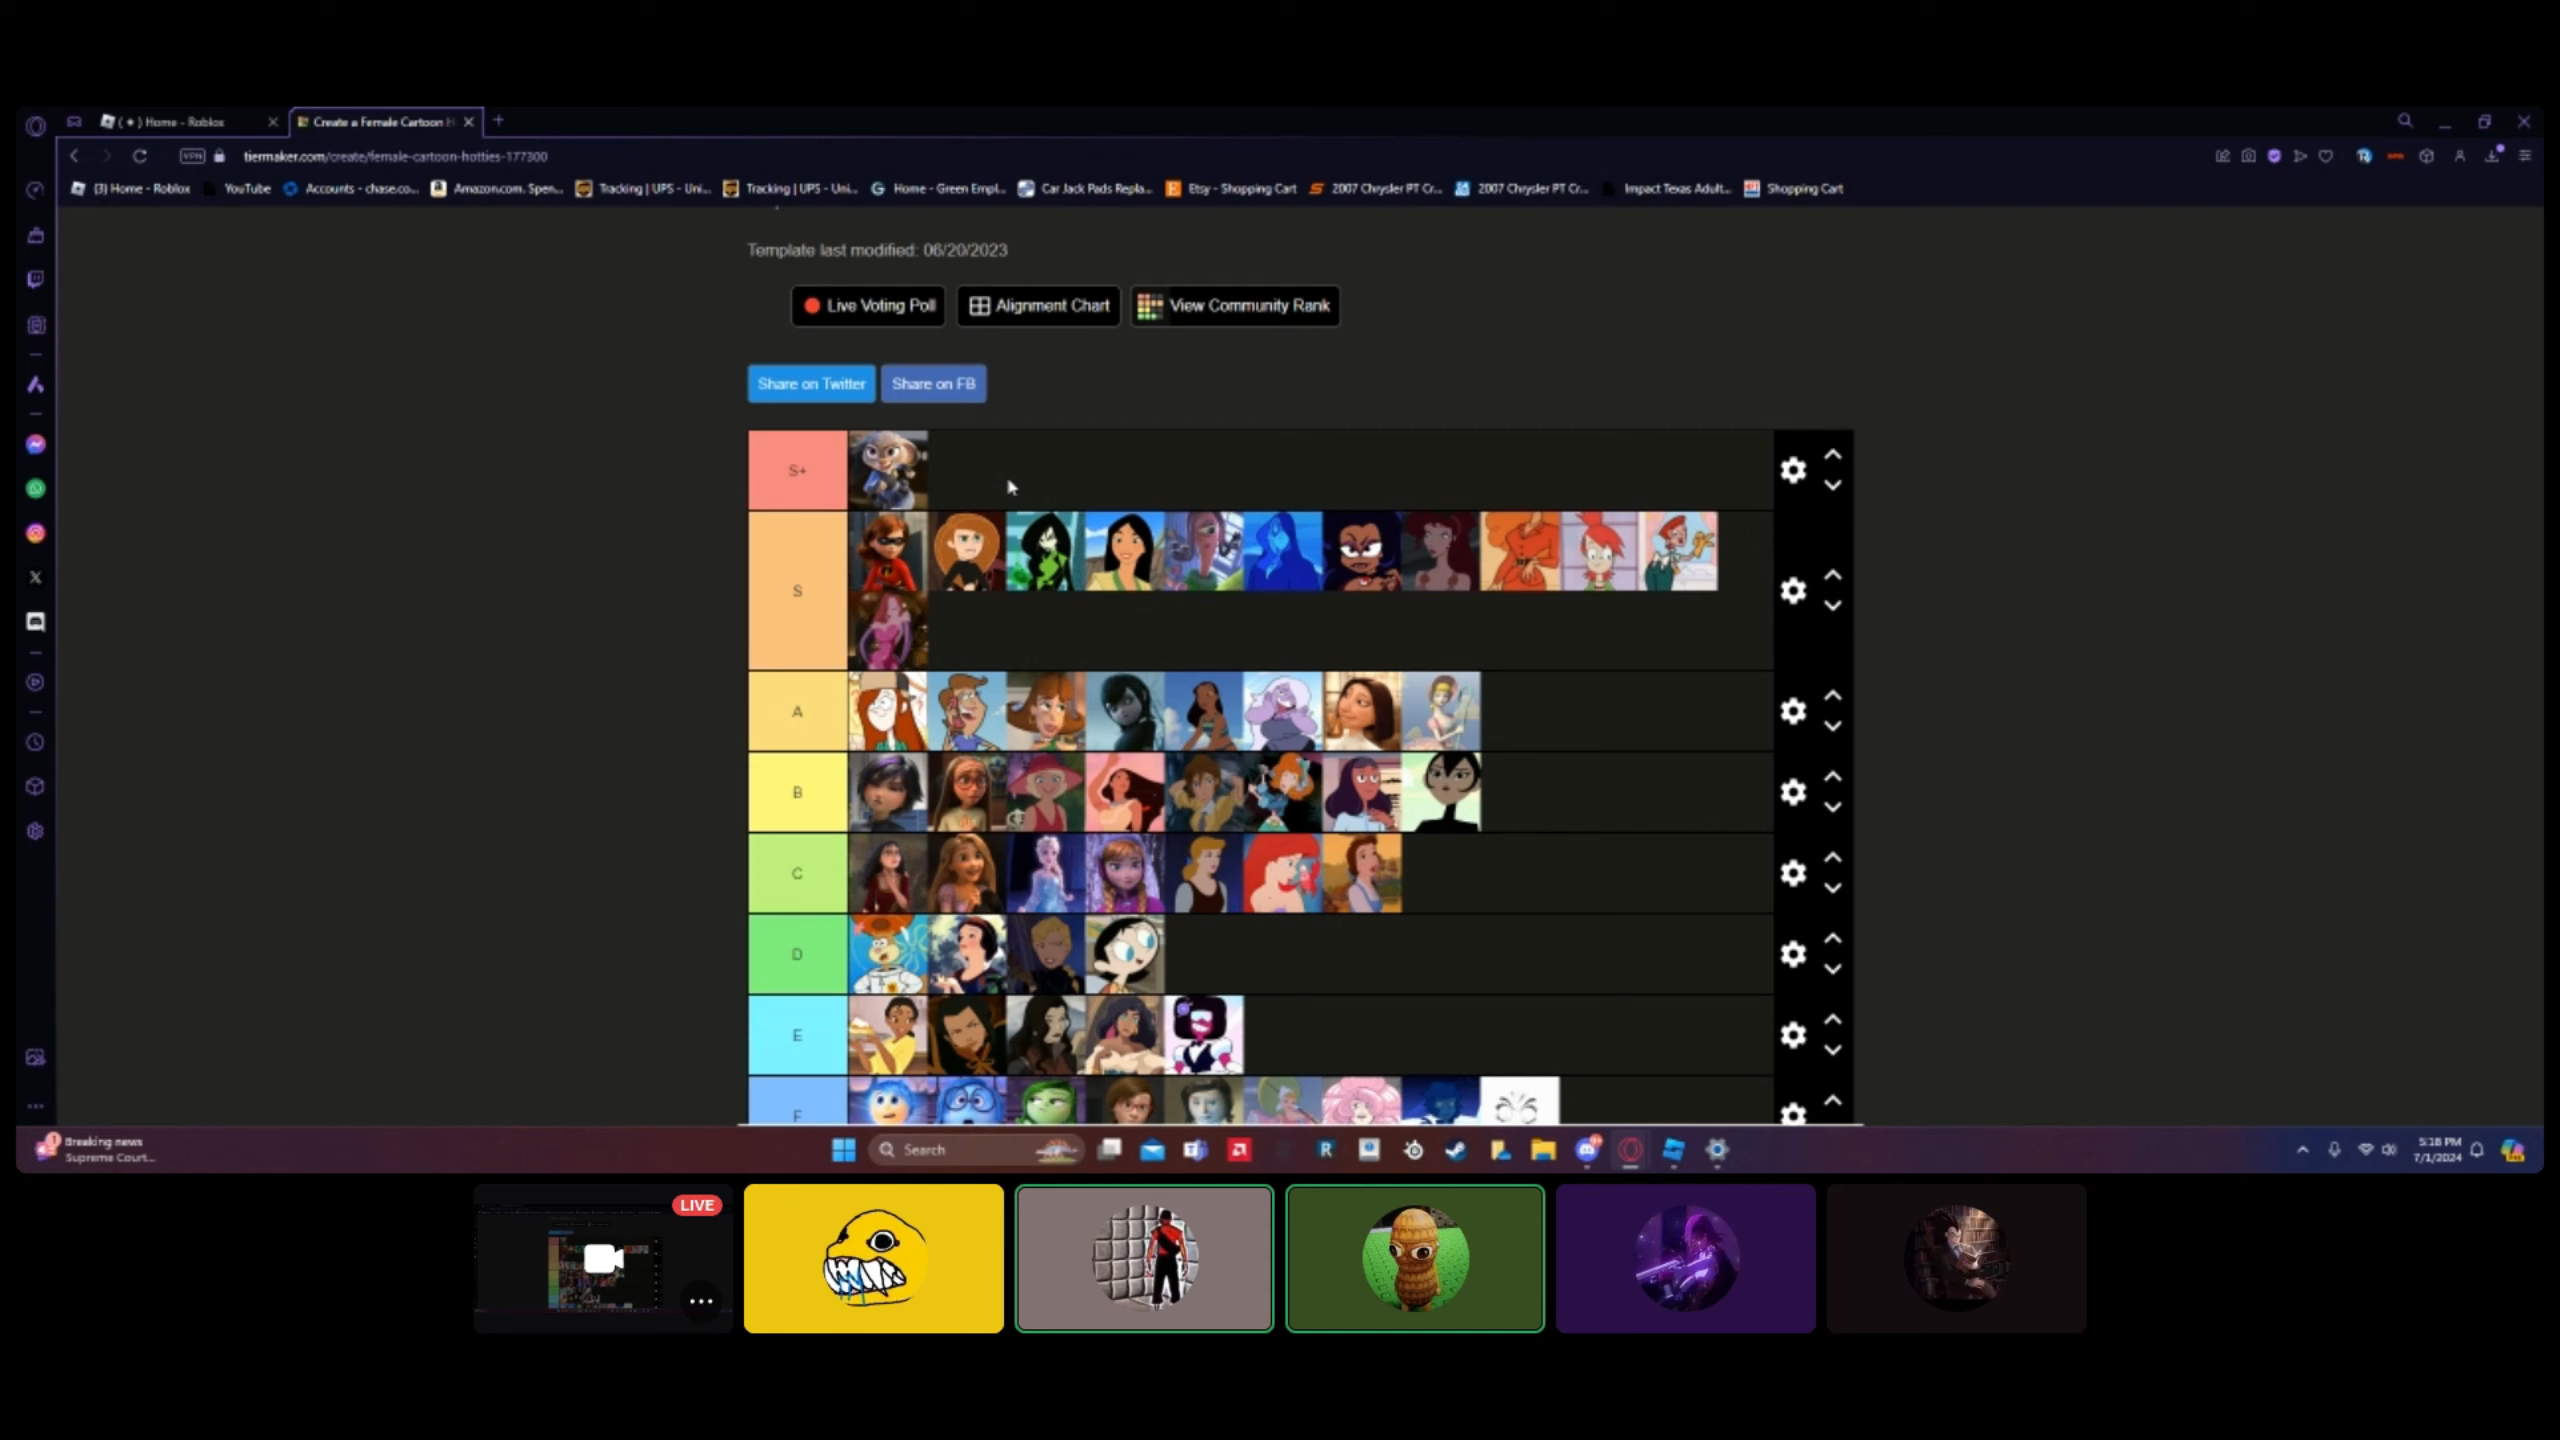 ( • ) Home - Roblox
Create a Female Cartoon H
VPN
tiermaker.com/create/female-cartoon-hotties-177300
(3) Home - Roblox
YouTube
Accounts - chase.co...
Amazon.com. Spen...
Tracking | UPS - Uni...
Tracking | UPS - Uni...
Home - Green Empl...
Car Jack Pads Repla...
Etsy - Shopping Cart
2007 Chrysler PT Cr...
2007 Chrysler PT Cr...
Impact Texas Adult...
Shopping Cart
Template last modified: 06/20/2023
Live Voting Poll
Alignment Chart
View Community Rank
Share on Twitter
Share on FB
S+
S
A
B
C
D
E
F
Breaking news
Supreme Court...
Search
5:18 PM
7/1/2024
LIVE